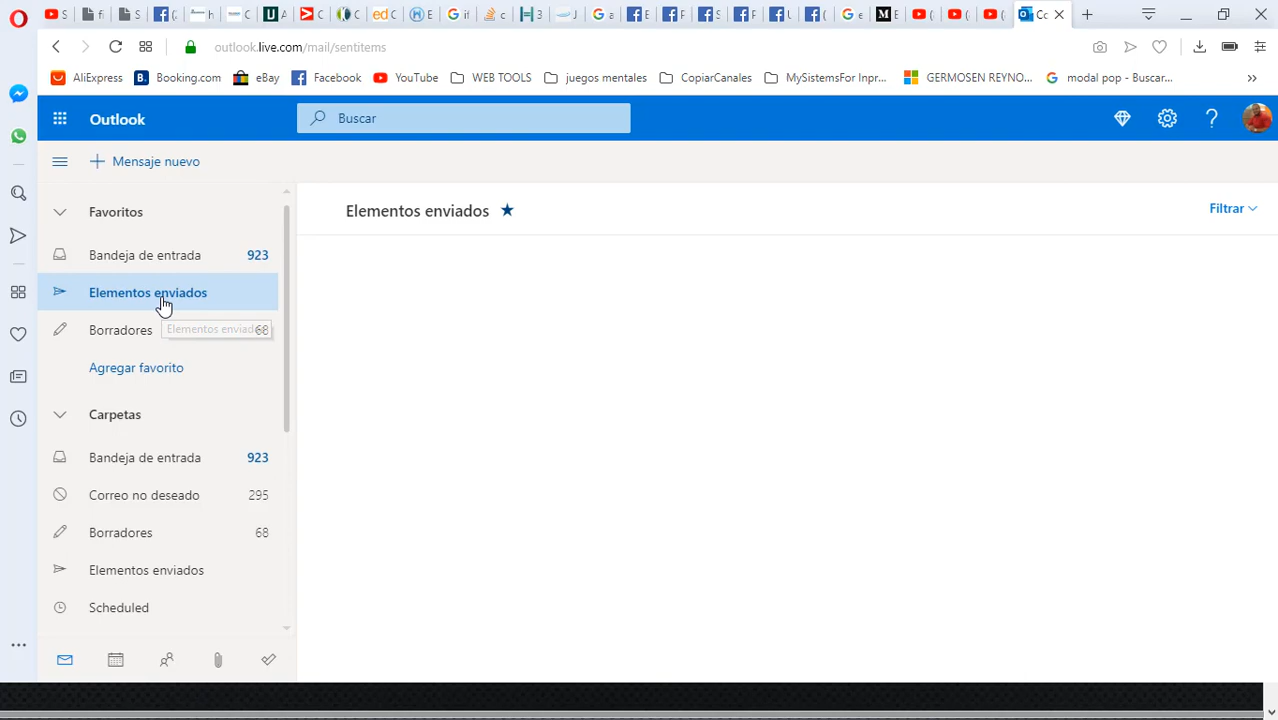 outlook.live.com/mail/sentitems
AliExpress Booking.com eBay Facebook YouTube WEB TOOLS juegos mentales CopiarCanales MySistemsFor Inpr... GERMOSEN REYNO... modal pop - Buscar...
Outlook
Buscar
Mensaje nuevo
Favoritos
Elementos enviados
Filtrar
Bandeja de entrada 923
Elementos enviados
Borradores 68
Elementos enviados
Agregar favorito
Carpetas
Bandeja de entrada 923
Correo no deseado 295
Borradores 68
Elementos enviados
Scheduled